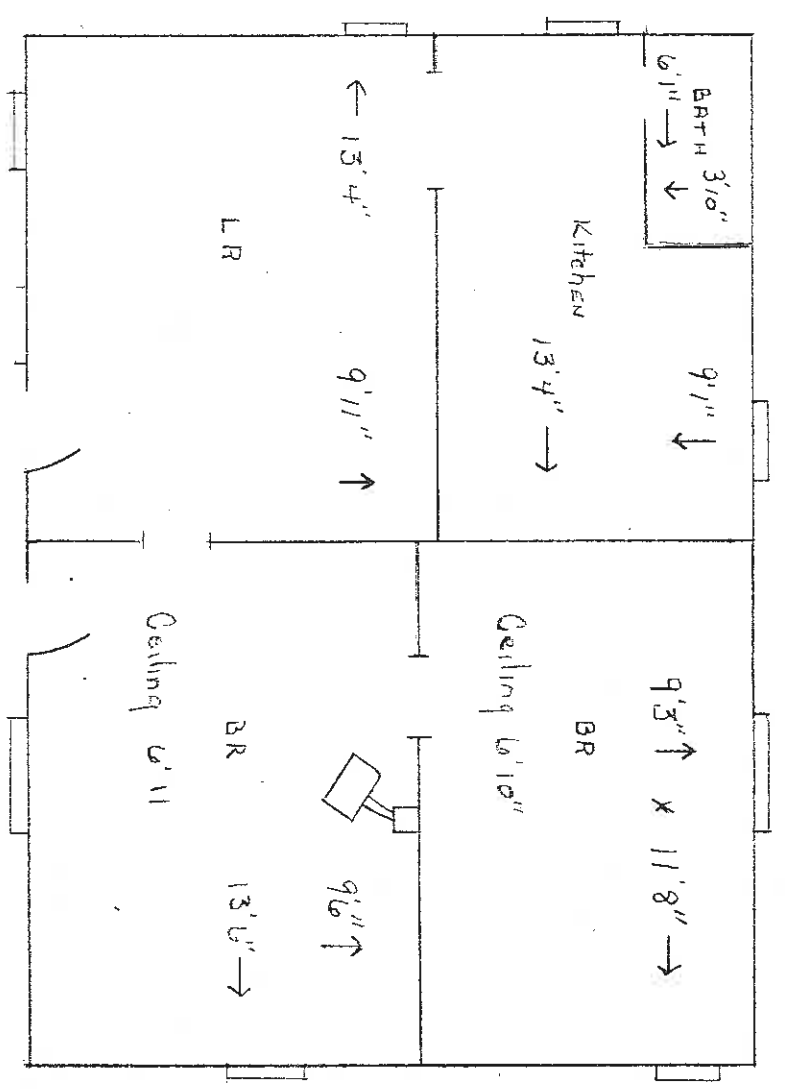 BATH
6'1" → 3'10" ↓
Kitchen
13'4" →
9'1" ↓
← 13'4"
LR
9'11" ↑
9'3" ↑ x 11'8" →
BR
Ceiling 6'10"
BR
Ceiling 6'11
9'6" ↑
13'6" →